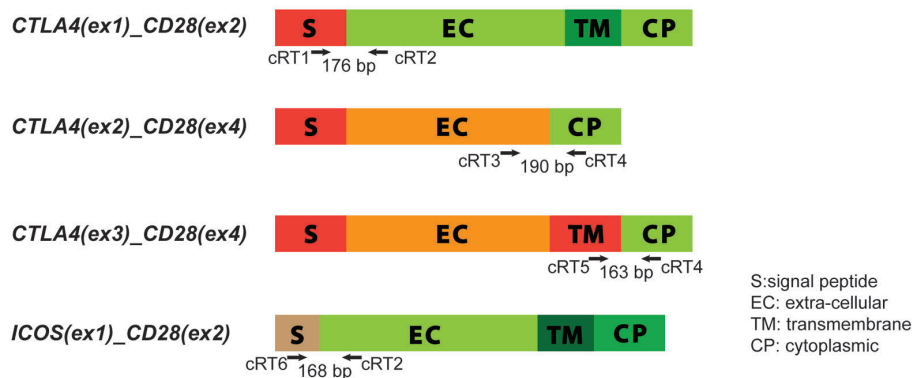 CTLA4(ex1)_CD28(ex2) S EC TM CP
cRT1 176 bp cRT2
CTLA4(ex2)_CD28(ex4) S EC CP
cRT3 190 bp cRT4
CTLA4(ex3)_CD28(ex4) S EC TM CP
cRT5 163 bp cRT4
ICOS(ex1)_CD28(ex2) S EC TM CP
cRT6 168 bp cRT2
S:signal peptide
EC: extra-cellular
TM: transmembrane
CP: cytoplasmic